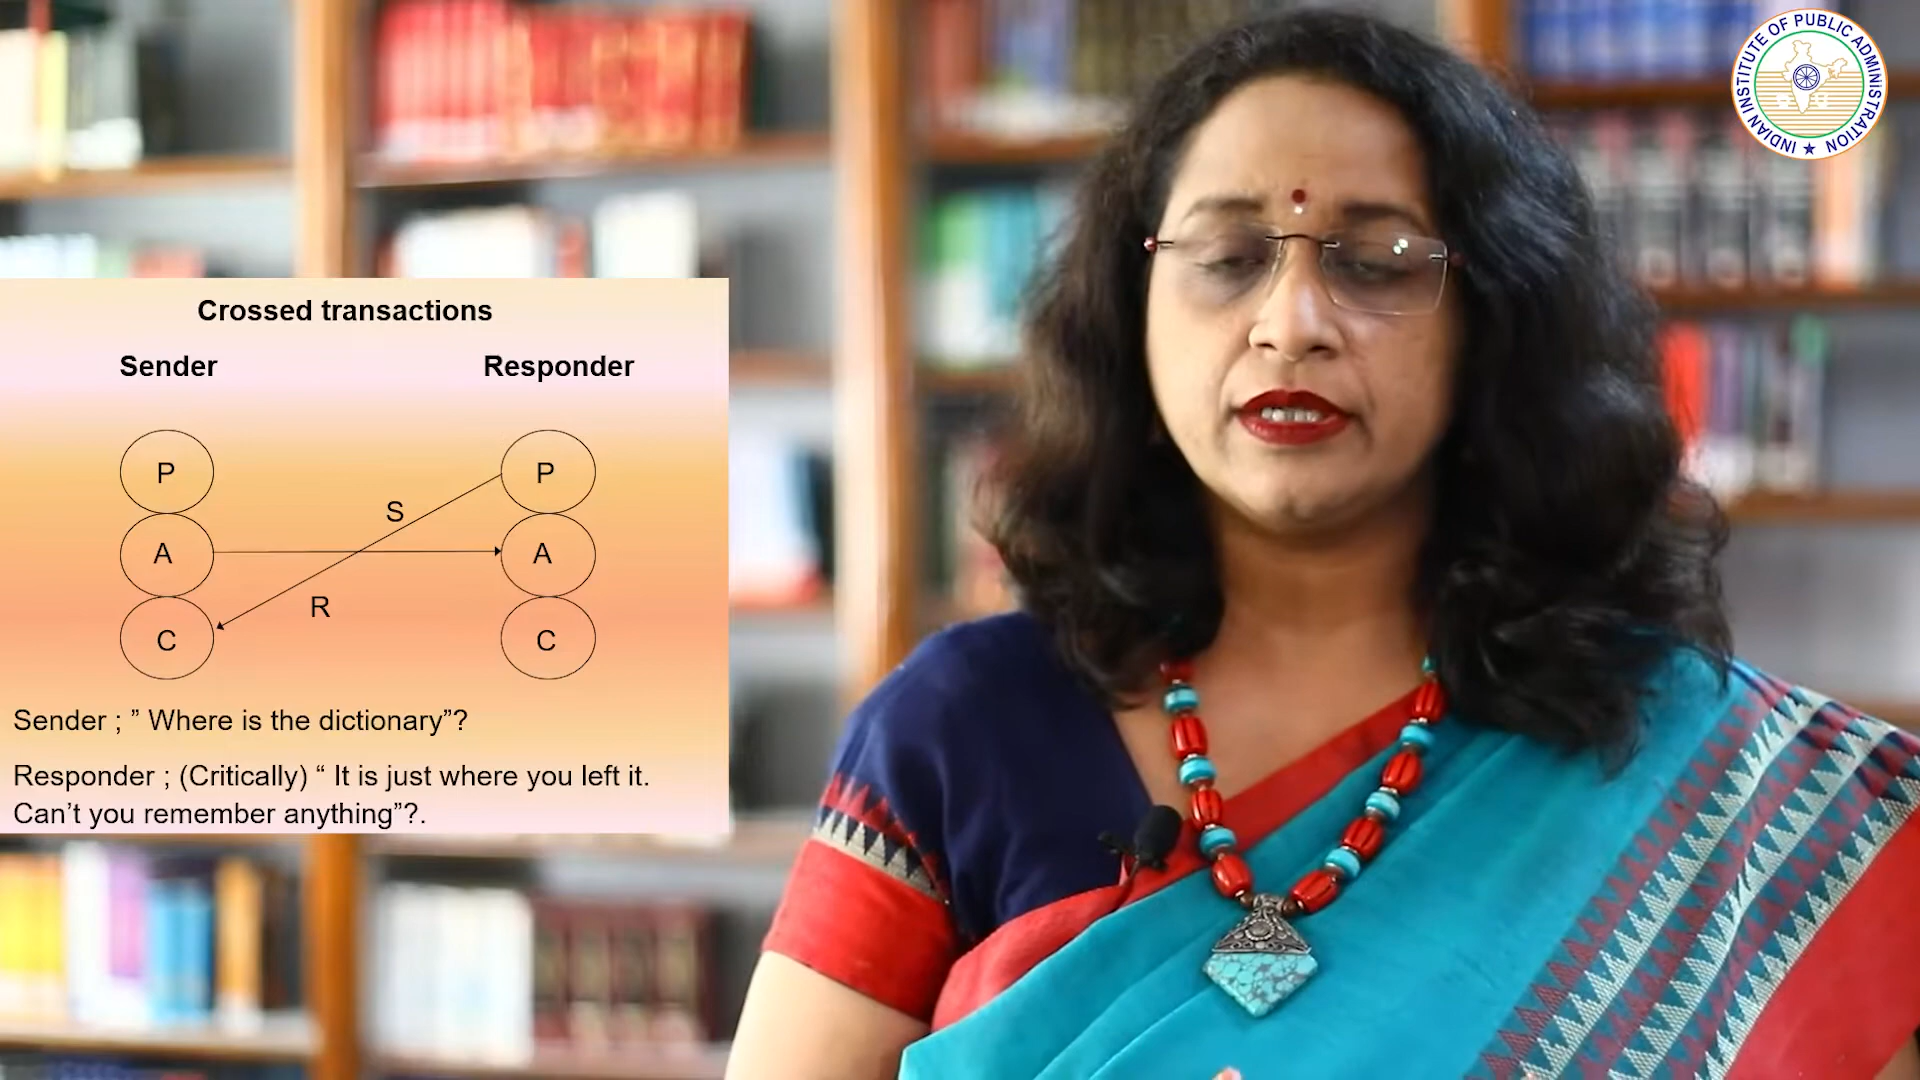 Crossed transactions
Sender Responder
P P
S
A A
R
C C
Sender ; ” Where is the dictionary”?
Responder ; (Critically) “ It is just where you left it.
Can’t you remember anything”?.
INDIAN INSTITUTE OF PUBLIC ADMINISTRATION